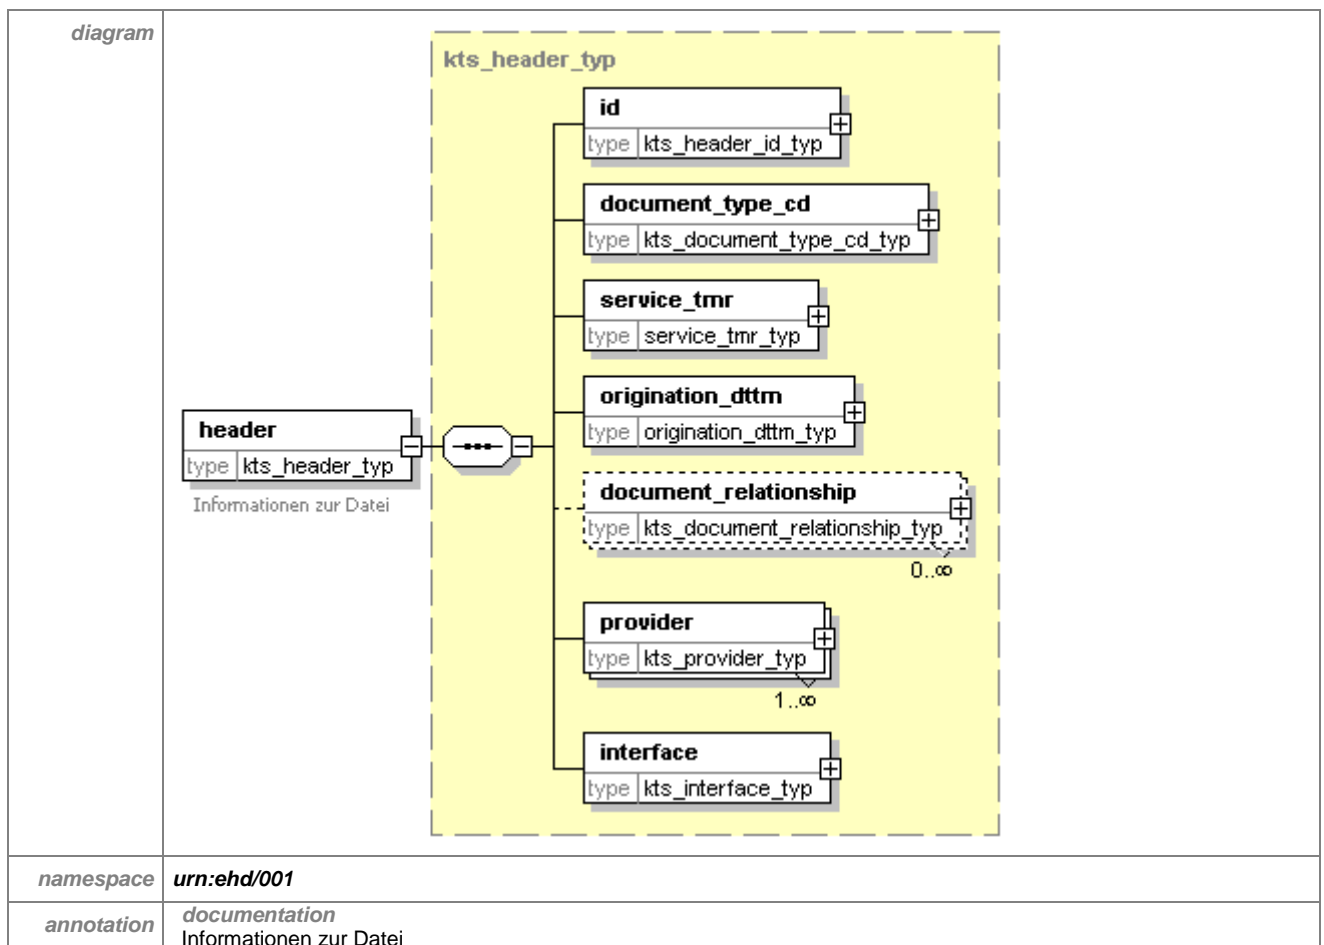 diagram
kts_header_typ
id
type kts_header_id_typ
document_type_cd
type kts_document_type_cd_typ
service_tmr
type service_tmr_typ
origination_dttm
type origination_dttm_typ
header
type kts_header_typ
Informationen zur Datei
document_relationship
type kts_document_relationship_typ
0..∞
provider
type kts_provider_typ
1..∞
interface
type kts_interface_typ
namespace urn:ehd/001
annotation documentation
Informationen zur Datei